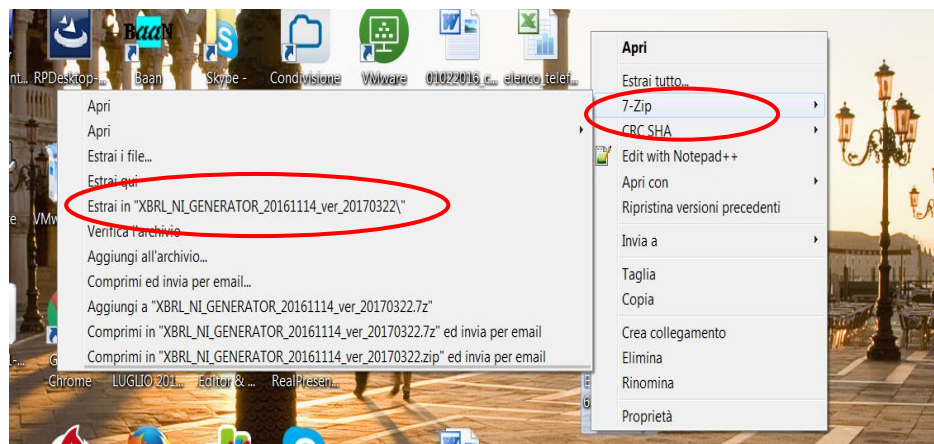 BaaN
RPDesktop-...
Baan
Skype -
Condivisione
VMware
01022016_c...
elenco_telef...
Apri
Apri
Estrai i file...
Estrai qui
Estrai in "XBRL_NI_GENERATOR_20161114_ver_20170322\"
Verifica l'archivio
Aggiungi all'archivio...
Comprimi ed invia per email...
Aggiungi a "XBRL_NI_GENERATOR_20161114_ver_20170322.7z"
Comprimi in "XBRL_NI_GENERATOR_20161114_ver_20170322.7z" ed invia per email
Comprimi in "XBRL_NI_GENERATOR_20161114_ver_20170322.zip" ed invia per email
Apri
Estrai tutto...
7-Zip
CRC SHA
Edit with Notepad++
Apri con
Ripristina versioni precedenti
Invia a
Taglia
Copia
Crea collegamento
Elimina
Rinomina
Proprietà
Chrome
LUGLIO 201...
Editor & ...
RealPresen...